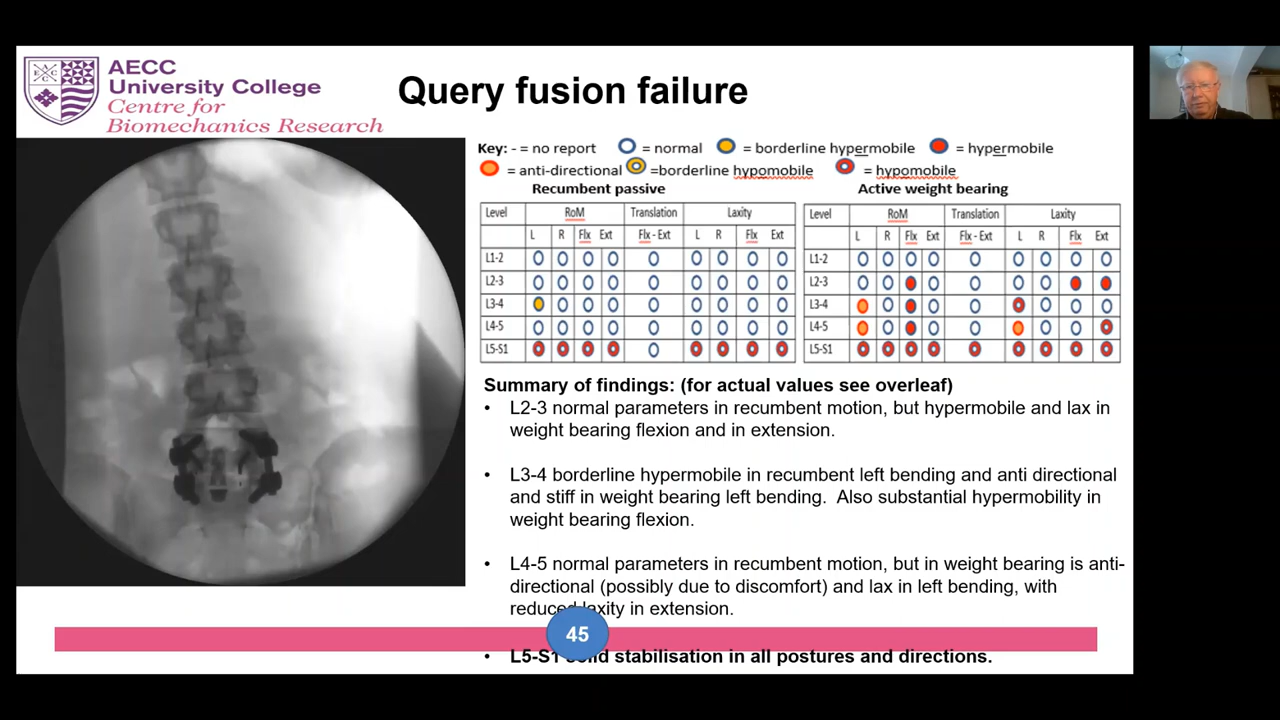 AECC
University College
Centre for
Biomechanics Research
Query fusion failure
Key: - = no report = normal = borderline hypermobile = hypermobile
= anti-directional =borderline hypomobile = hypomobile
Recumbent passive
Level RoM Translation Laxity
L R Flx Ext Flx - Ext L R Flx Ext
L1-2
L2-3
L3-4
L4-5
L5-S1
Active weight bearing
Level RoM Translation Laxity
L R Flx Ext Flx - Ext L R Flx Ext
L1-2
L2-3
L3-4
L4-5
L5-S1
Summary of findings: (for actual values see overleaf)
• L2-3 normal parameters in recumbent motion, but hypermobile and lax in
weight bearing flexion and in extension.
• L3-4 borderline hypermobile in recumbent left bending and anti directional
and stiff in weight bearing left bending. Also substantial hypermobility in
weight bearing flexion.
• L4-5 normal parameters in recumbent motion, but in weight bearing is anti-
directional (possibly due to discomfort) and lax in left bending, with
reduced laxity in extension.
45
• L5-S1 solid stabilisation in all postures and directions.